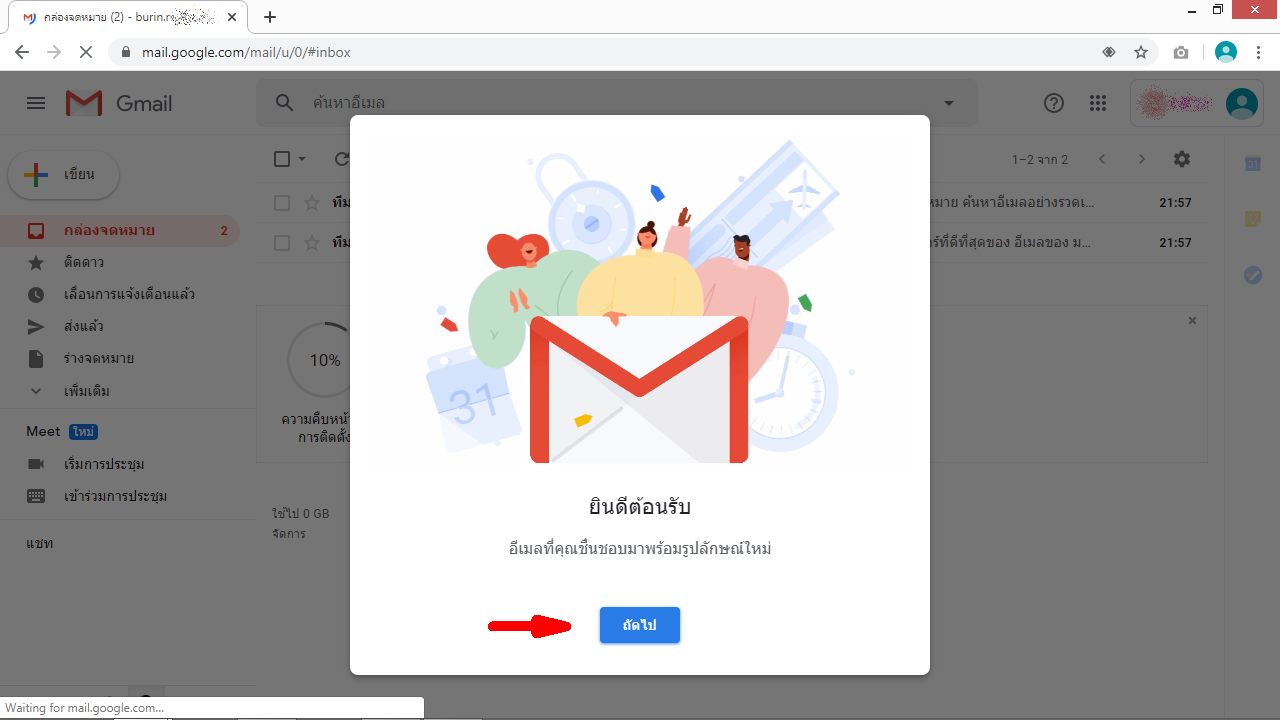 กล่องจดหมาย (2) - burin.
mail.google.com/mail/u/0/#inbox
Gmail
ค้นหาอีเมล
เขียน
1–2 จาก 2
กล่องจดหมาย 2
ทีม
หมาย ค้นหาอีเมลอย่างรวดเ... 21:57
ทีม
ร์ที่ดีที่สุดของ อีเมลของ ม... 21:57
ติดดาว
เลื่อนการแจ้งเตือนแล้ว
ส่งแล้ว
ร่างจดหมาย
เพิ่มเติม
Meet ใหม่
เริ่มการประชุม
เข้าร่วมการประชุม
แชท
10%
ความคืบหน้า
การติดตั้ง
ใช้ไป 0 GB
จัดการ
31
31
ยินดีต้อนรับ
อีเมลที่คุณชื่นชอบมาพร้อมรูปลักษณ์ใหม่
ถัดไป
Waiting for mail.google.com...